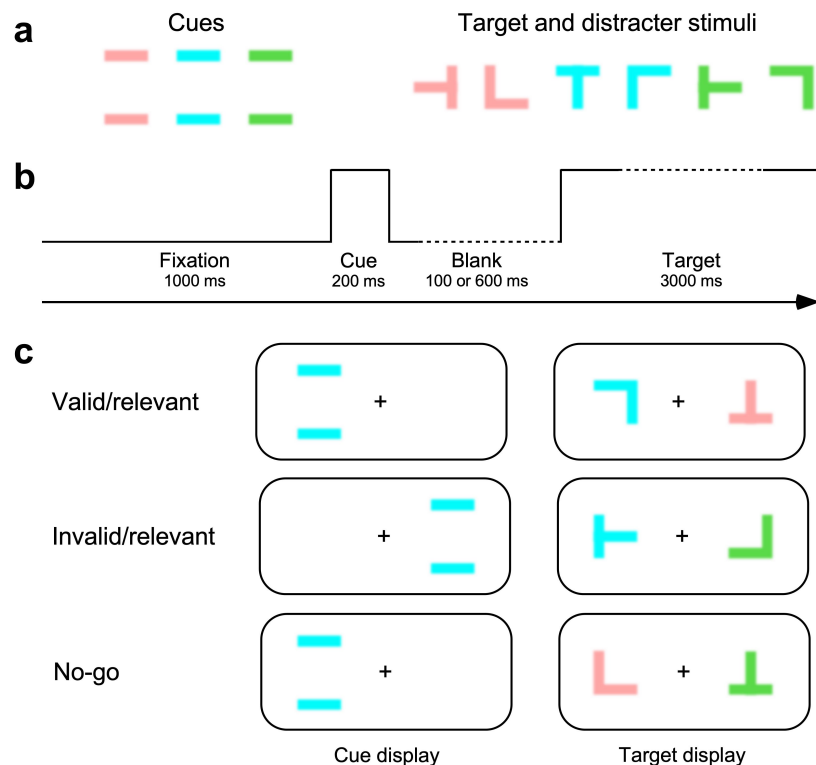 a
Cues
Target and distracter stimuli
b
Fixation
1000 ms
Cue
200 ms
Blank
100 or 600 ms
Target
3000 ms
c
Valid/relevant
+
+
Invalid/relevant
+
+
No-go
+
+
Cue display
Target display